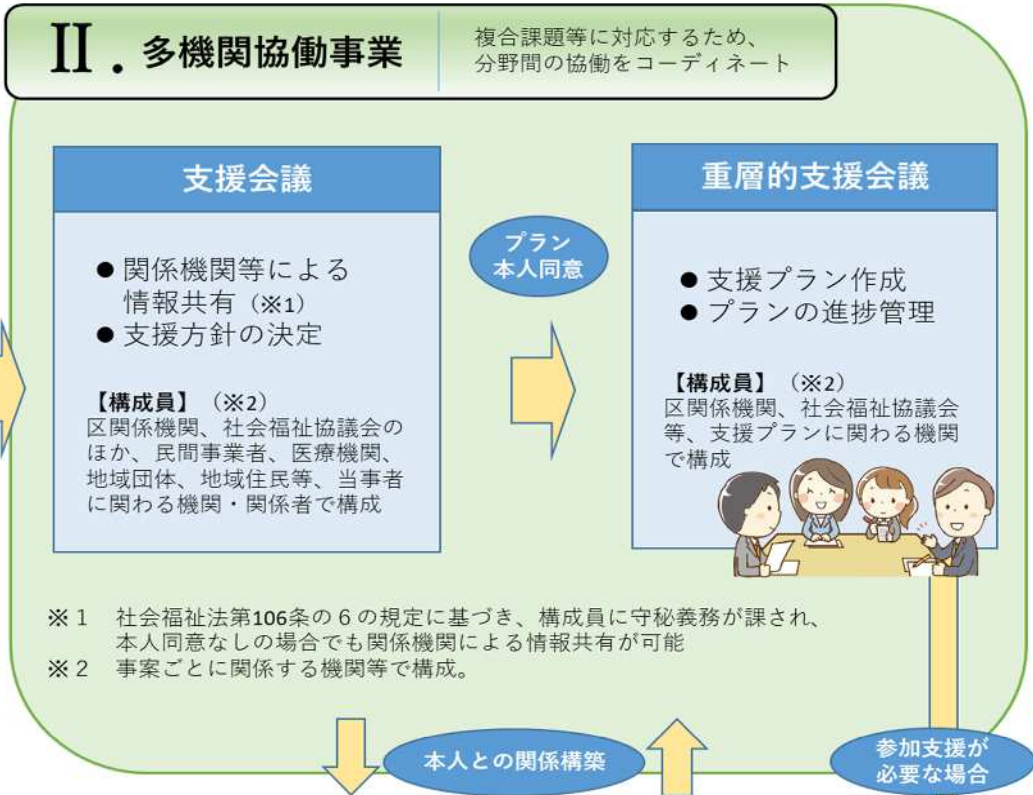 Ⅱ．多機関協働事業
複合課題等に対応するため、
分野間の協働をコーディネート
支援会議
●関係機関等による
情報共有（※1）
●支援方針の決定
【構成員】（※2）
区関係機関、社会福祉協議会の
ほか、民間事業者、医療機関、
地域団体、地域住民等、当事者
に関わる機関・関係者で構成
プラン
本人同意
重層的支援会議
●支援プラン作成
●プランの進捗管理
【構成員】（※2）
区関係機関、社会福祉協議会
等、支援プランに関わる機関
で構成
※１　社会福祉法第106条の６の規定に基づき、構成員に守秘義務が課され、
本人同意なしの場合でも関係機関による情報共有が可能
※２　事案ごとに関係する機関等で構成。
本人との関係構築
参加支援が
必要な場合